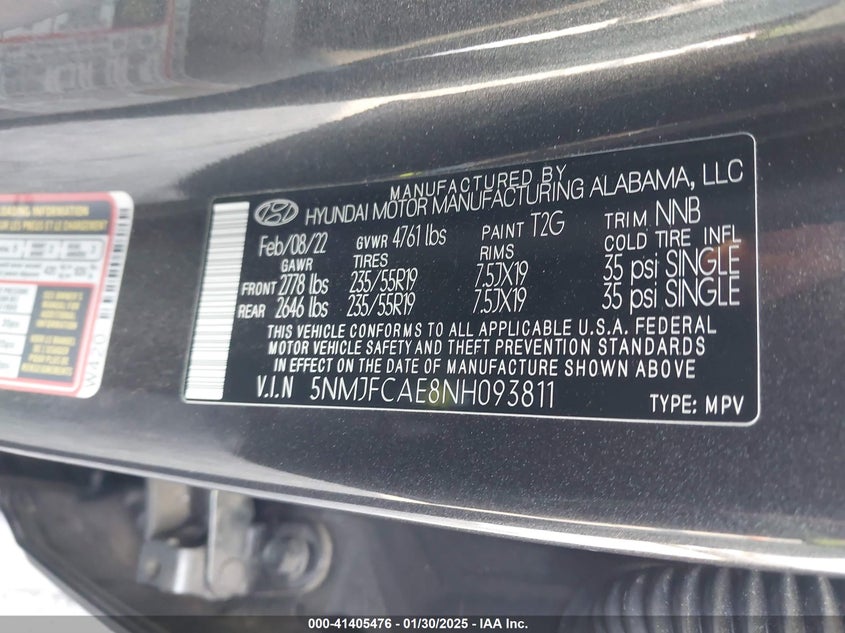 MANUFACTURED BY
HYUNDAI MOTOR MANUFACTURING ALABAMA, LLC
Feb/08/22 GVWR 4761 lbs PAINT T2G TRIM NNB
GAWR TIRES RIMS COLD TIRE INFL
FRONT 2778 lbs 235/55R19 7.5JX19 35 psi SINGLE
REAR 2646 lbs 235/55R19 7.5JX19 35 psi SINGLE
THIS VEHICLE CONFORMS TO ALL APPLICABLE U.S.A. FEDERAL
MOTOR VEHICLE SAFETY AND THEFT PREVENTION STANDARDS
IN EFFECT ON THE DATE OF MANUFACTURE SHOWN ABOVE.
V.I.N 5NMJFCAE8NH093811
TYPE: MPV
LOADING INFORMATION
W420
000-41405476 - 01/30/2025 - IAA Inc.